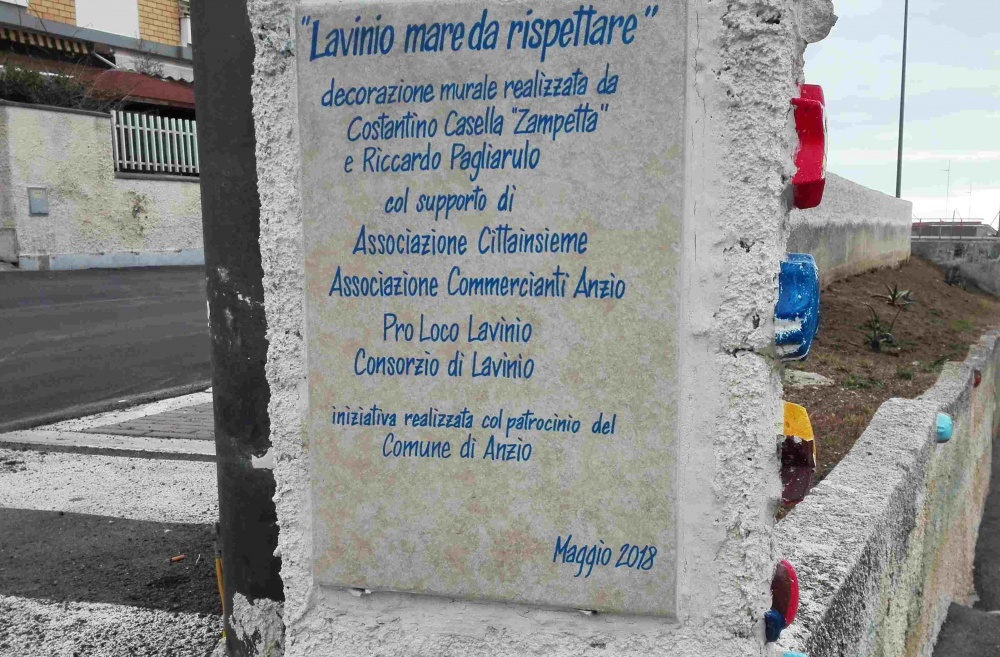 "Lavinio mare da rispettare"
decorazione murale realizzata da
Costantino Casella "Zampetta"
e Riccardo Pagliarulo
col supporto di
Associazione Cittainsieme
Associazione Commercianti Anzio
Pro Loco Lavinio
Consorzio di Lavinio
iniziativa realizzata col patrocinio del
Comune di Anzio
Maggio 2018